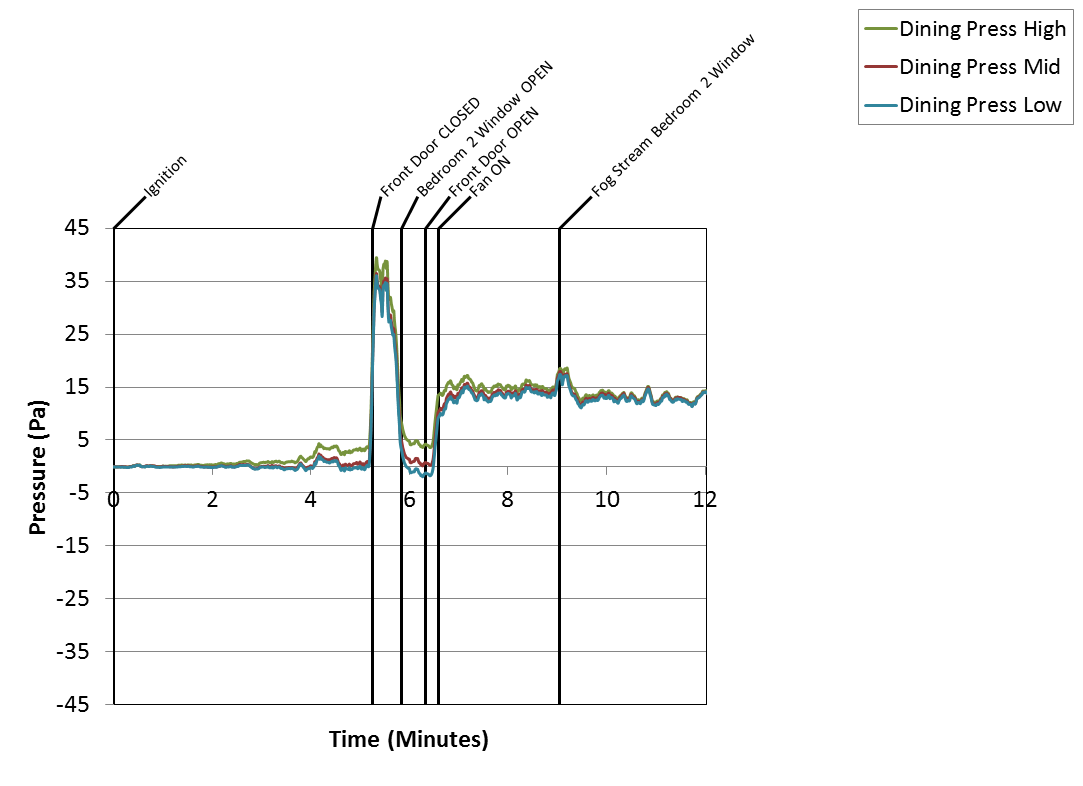 Dining Press High
Dining Press Mid
Dining Press Low
Ignition
Front Door CLOSED
Bedroom 2 Window OPEN
Front Door OPEN
Fan ON
Fog Stream Bedroom 2 Window
45
35
25
15
5
-5
-15
-25
-35
-45
0
2
4
6
8
10
12
Pressure (Pa)
Time (Minutes)